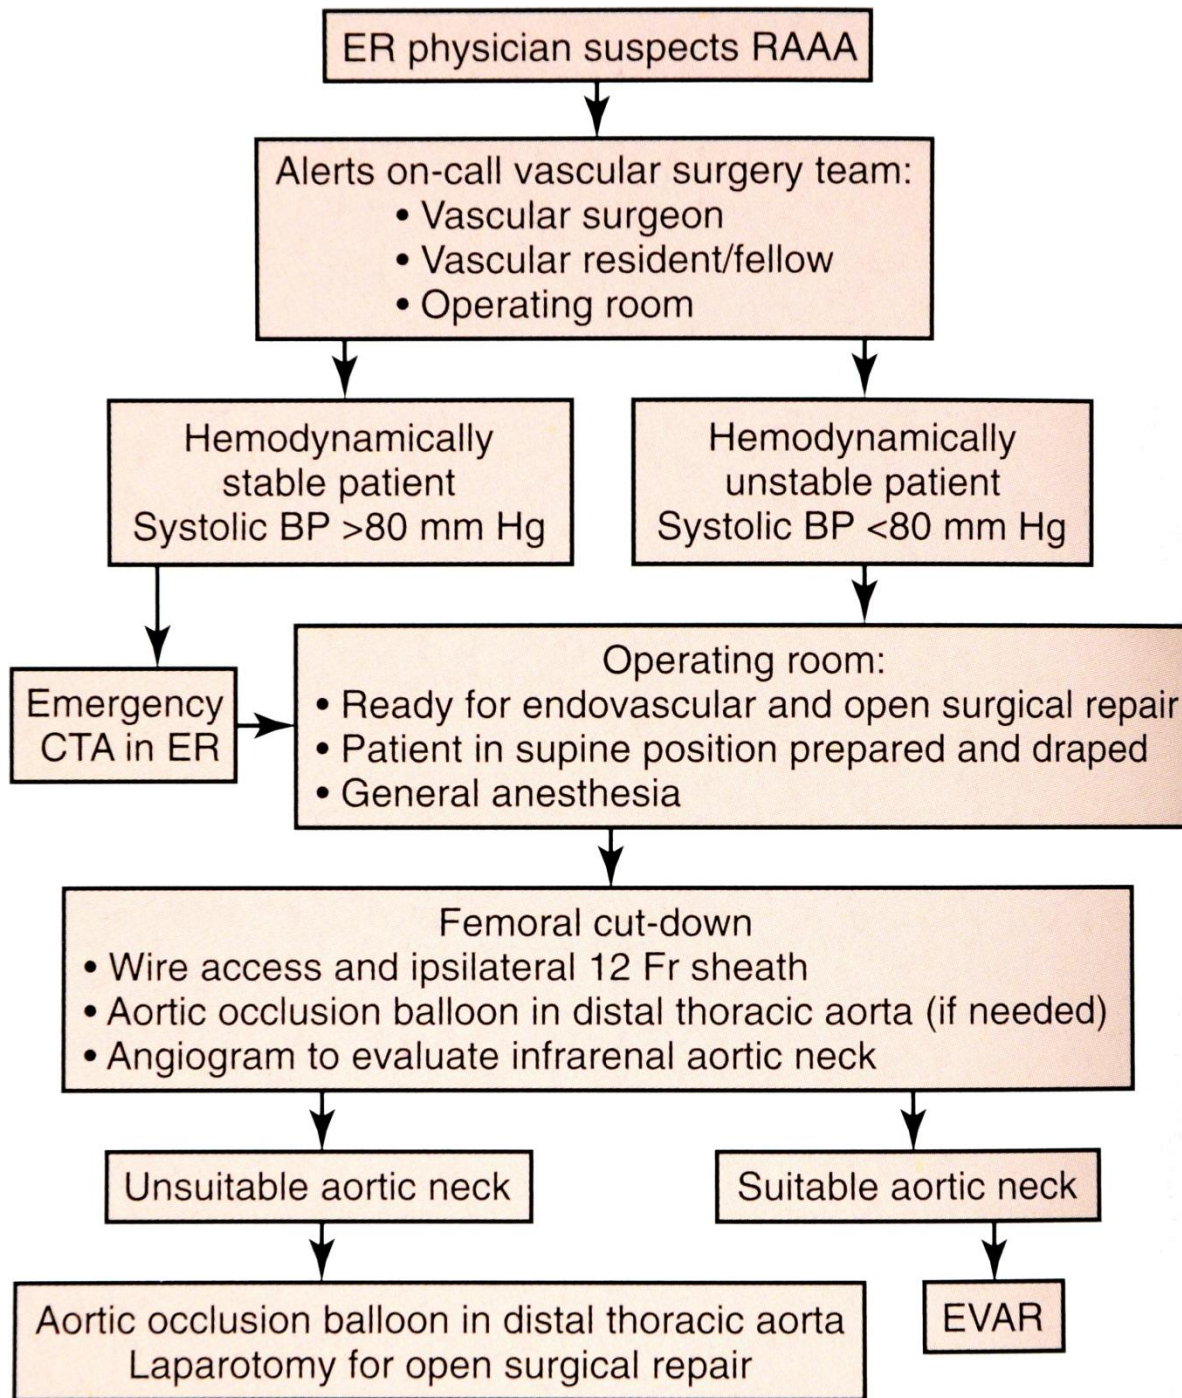 ER physician suspects RAAA
Alerts on-call vascular surgery team:
• Vascular surgeon
• Vascular resident/fellow
• Operating room
Hemodynamically
stable patient
Systolic BP >80 mm Hg
Hemodynamically
unstable patient
Systolic BP <80 mm Hg
Emergency
CTA in ER
Operating room:
• Ready for endovascular and open surgical repair
• Patient in supine position prepared and draped
• General anesthesia
Femoral cut-down
• Wire access and ipsilateral 12 Fr sheath
• Aortic occlusion balloon in distal thoracic aorta (if needed)
• Angiogram to evaluate infrarenal aortic neck
Unsuitable aortic neck
Suitable aortic neck
Aortic occlusion balloon in distal thoracic aorta
Laparotomy for open surgical repair
EVAR